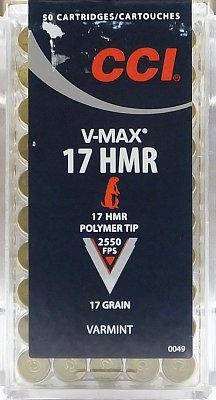 50 CARTRIDGES/CARTOUCHES
CCI®
V-MAX®
17 HMR
17 HMR
POLYMER TIP
2550
FPS
17 GRAIN
VARMINT
0049